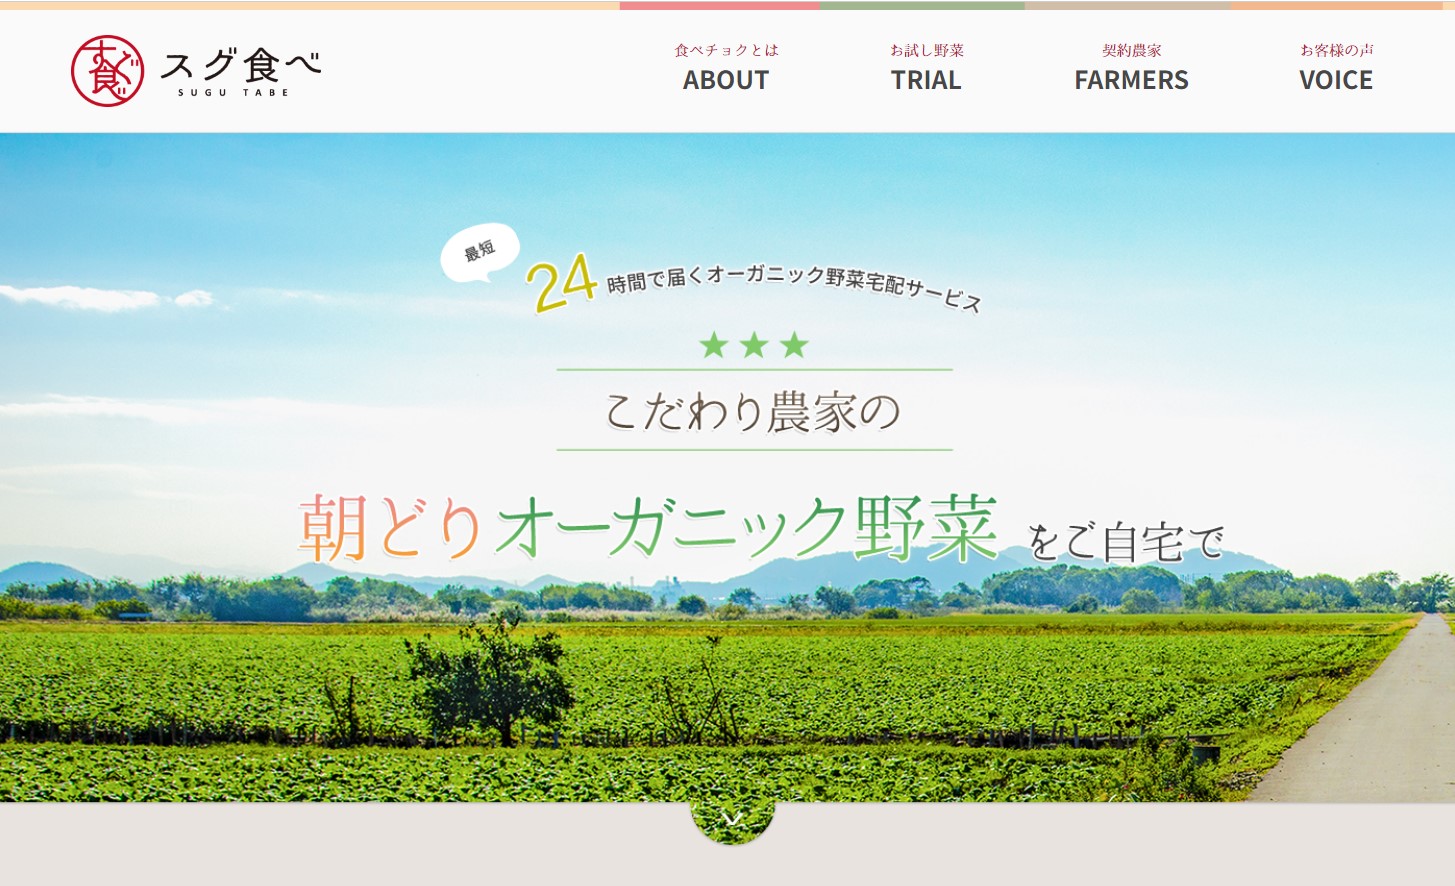 すぐ食べ
スグ食べ
SUGU TABE
食べチョクとは
ABOUT
お試し野菜
TRIAL
契約農家
FARMERS
お客様の声
VOICE
最短
24時間で届くオーガニック野菜宅配サービス
★★★
こだわり農家の
朝どりオーガニック野菜をご自宅で